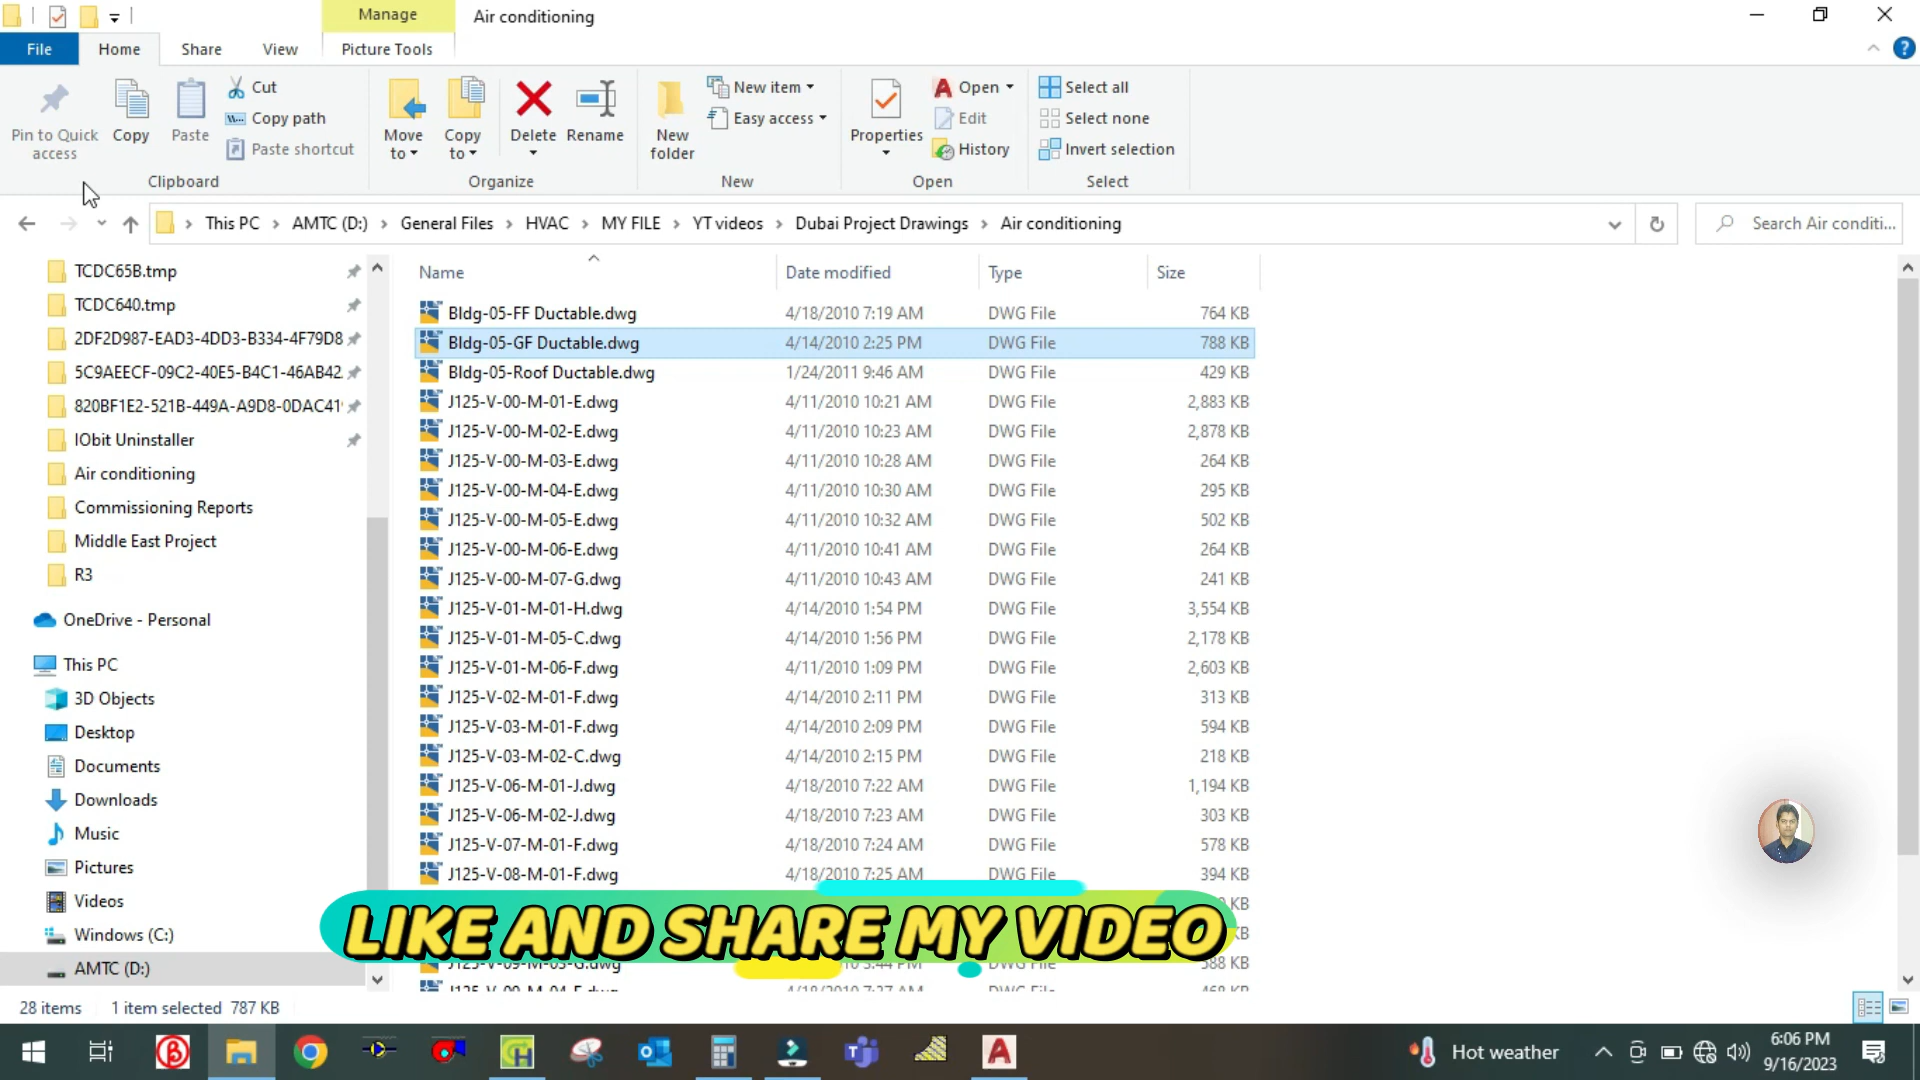 Manage
Air conditioning
File
Home
Share
View
Picture Tools
Pin to Quick access
Copy
Paste
Cut
Copy path
Paste shortcut
Clipboard
Move to
Copy to
Delete
Rename
Organize
New folder
New item
Easy access
New
Properties
Open
Edit
History
Open
Select all
Select none
Invert selection
Select
This PC > AMTC (D:) > General Files > HVAC > MY FILE > YT videos > Dubai Project Drawings > Air conditioning
Search Air conditi...
TCDC65B.tmp
TCDC640.tmp
2DF2D987-EAD3-4DD3-B334-4F79D8
5C9AEECF-09C2-40E5-B4C1-46AB42
820BF1E2-521B-449A-A9D8-0DAC41
IObit Uninstaller
Air conditioning
Commissioning Reports
Middle East Project
R3
OneDrive - Personal
This PC
3D Objects
Desktop
Documents
Downloads
Music
Pictures
Videos
Windows (C:)
AMTC (D:)
Name Date modified Type Size
Bldg-05-FF Ductable.dwg 4/18/2010 7:19 AM DWG File 764 KB
Bldg-05-GF Ductable.dwg 4/14/2010 2:25 PM DWG File 788 KB
Bldg-05-Roof Ductable.dwg 1/24/2011 9:46 AM DWG File 429 KB
J125-V-00-M-01-E.dwg 4/11/2010 10:21 AM DWG File 2,883 KB
J125-V-00-M-02-E.dwg 4/11/2010 10:23 AM DWG File 2,878 KB
J125-V-00-M-03-E.dwg 4/11/2010 10:28 AM DWG File 264 KB
J125-V-00-M-04-E.dwg 4/11/2010 10:30 AM DWG File 295 KB
J125-V-00-M-05-E.dwg 4/11/2010 10:32 AM DWG File 502 KB
J125-V-00-M-06-E.dwg 4/11/2010 10:41 AM DWG File 264 KB
J125-V-00-M-07-G.dwg 4/11/2010 10:43 AM DWG File 241 KB
J125-V-01-M-01-H.dwg 4/14/2010 1:54 PM DWG File 3,554 KB
J125-V-01-M-05-C.dwg 4/14/2010 1:56 PM DWG File 2,178 KB
J125-V-01-M-06-F.dwg 4/11/2010 1:09 PM DWG File 2,603 KB
J125-V-02-M-01-F.dwg 4/14/2010 2:11 PM DWG File 313 KB
J125-V-03-M-01-F.dwg 4/14/2010 2:09 PM DWG File 594 KB
J125-V-03-M-02-C.dwg 4/14/2010 2:15 PM DWG File 218 KB
J125-V-06-M-01-J.dwg 4/18/2010 7:22 AM DWG File 1,194 KB
J125-V-06-M-02-J.dwg 4/18/2010 7:23 AM DWG File 303 KB
J125-V-07-M-01-F.dwg 4/18/2010 7:24 AM DWG File 578 KB
J125-V-08-M-01-F.dwg 4/18/2010 7:25 AM DWG File 394 KB
KB
KB
LIKE AND SHARE MY VIDEO
PM DWG File 588 KB
28 items 1 item selected 787 KB
Hot weather
6:06 PM
9/16/2023